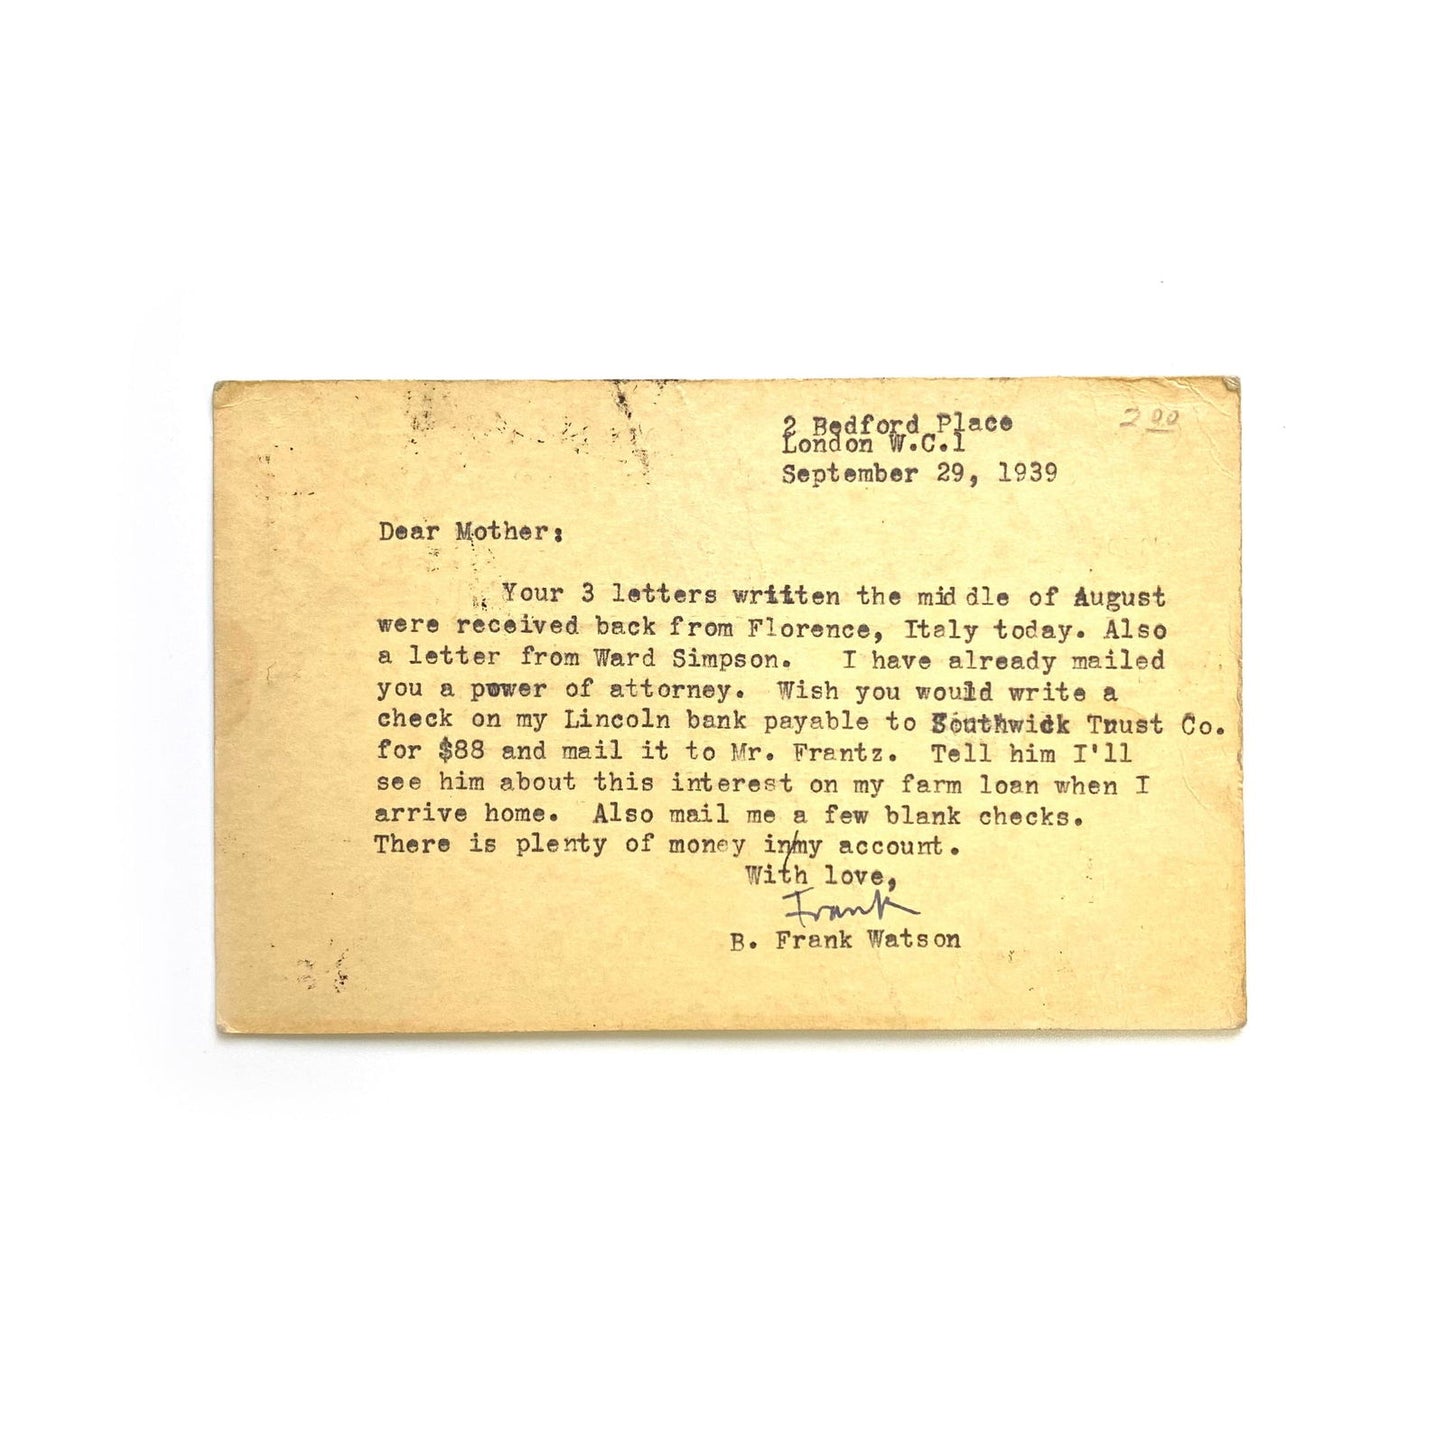 2 Bedford Place
2 00
London W.C.1
September 29, 1939
Dear Mother:
Your 3 letters wriiten the mid dle of August
were received back from Florence, Italy today. Also
a letter from Ward Simpson. I have already mailed
you a power of attorney. Wish you would write a
check on my Lincoln bank payable to Southwick Trust Co.
for $88 and mail it to Mr. Frantz. Tell him I'll
see him about this interest on my farm loan when I
arrive home. Also mail me a few blank checks.
There is plenty of money in/my account.
With love,
Frank
B. Frank Watson